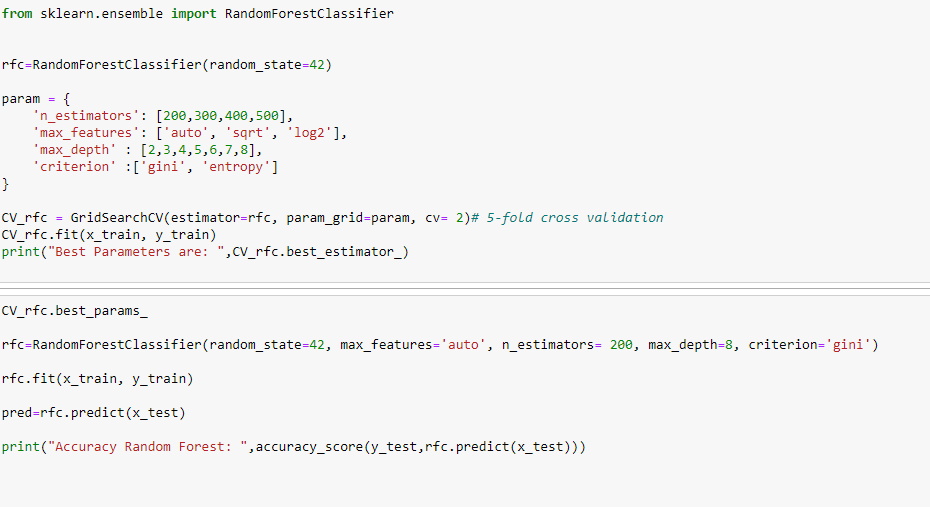 from sklearn.ensemble import RandomForestClassifier
rfc=RandomForestClassifier(random_state=42)
param = {
    'n_estimators': [200,300,400,500],
    'max_features': ['auto', 'sqrt', 'log2'],
    'max_depth' : [2,3,4,5,6,7,8],
    'criterion' :['gini', 'entropy']
}
CV_rfc = GridSearchCV(estimator=rfc, param_grid=param, cv= 2)# 5-fold cross validation
CV_rfc.fit(x_train, y_train)
print("Best Parameters are: ",CV_rfc.best_estimator_)
CV_rfc.best_params_
rfc=RandomForestClassifier(random_state=42, max_features='auto', n_estimators= 200, max_depth=8, criterion='gini')
rfc.fit(x_train, y_train)
pred=rfc.predict(x_test)
print("Accuracy Random Forest: ",accuracy_score(y_test,rfc.predict(x_test)))